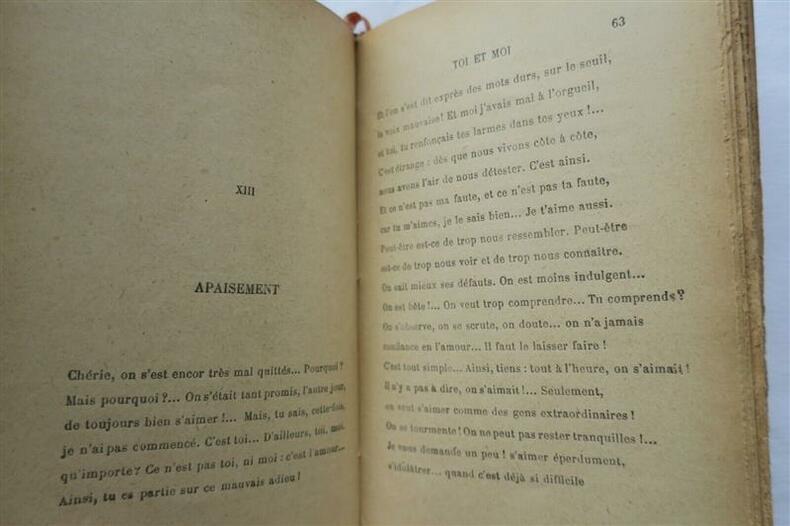 XIII
APAISEMENT
Chérie, on s'est encor très mal quittés... Pourquoi?
Mais pourquoi?... On s'était tant promis, l'autre jour,
de toujours bien s'aimer!... Mais, tu sais, cette fois,
je n'ai pas commencé. C'est toi... D'ailleurs, toi, moi,
qu'importe? Ce n'est pas toi, ni moi: c'est l'amour...
Ainsi, tu es partie sur ce mauvais adieu!
63
TOI ET MOI
Et l'on s'est dit exprès des mots durs, sur le seuil,
la voix mauvaise! Et moi j'avais mal à l'orgueil,
et toi, tu renfonçais tes larmes dans tes yeux!...
C'est étrange: dès que nous vivons côte à côte,
nous avons l'air de nous détester. C'est ainsi.
Et ce n'est pas ma faute, et ce n'est pas ta faute,
car tu m'aimes, je le sais bien... Je t'aime aussi.
Peut-être est-ce de trop nous ressembler. Peut-être
est-ce de trop nous voir et de trop nous connaître.
On sait mieux ses défauts. On est moins indulgent...
On est bête!... On veut trop comprendre... Tu comprends?
On s'observe, on se scrute, on doute... on n'a jamais
confiance en l'amour... Il faut le laisser faire!
C'est tout simple... Ainsi, tiens: tout à l'heure, on s'aimait!
Il n'y a pas à dire, on s'aimait!... Seulement,
on veut s'aimer comme des gens extraordinaires!
On se tourmente! On ne peut pas rester tranquilles!...
Je vous demande un peu! s'aimer éperdument,
s'idolâtrer... quand c'est déjà si difficile